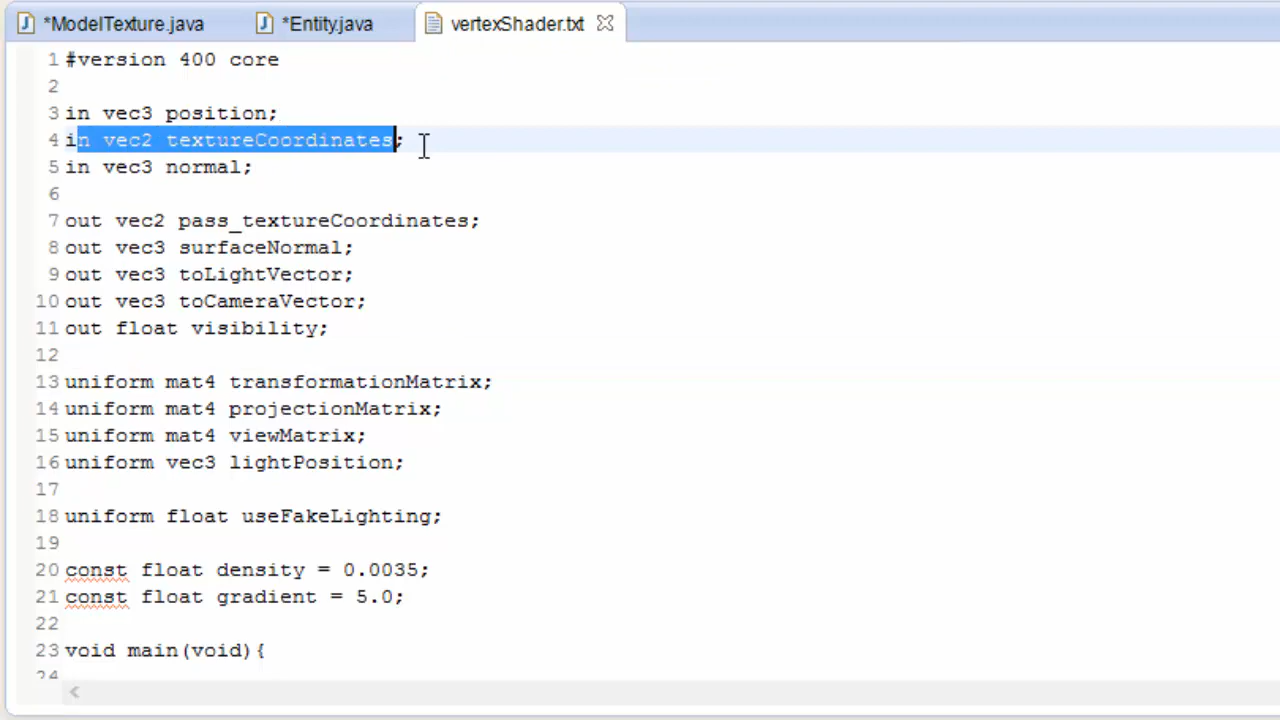 *ModelTexture.java *Entity.java vertexShader.txt
1 #version 400 core
2
3 in vec3 position;
4 in vec2 textureCoordinates;
5 in vec3 normal;
6
7 out vec2 pass_textureCoordinates;
8 out vec3 surfaceNormal;
9 out vec3 toLightVector;
10 out vec3 toCameraVector;
11 out float visibility;
12
13 uniform mat4 transformationMatrix;
14 uniform mat4 projectionMatrix;
15 uniform mat4 viewMatrix;
16 uniform vec3 lightPosition;
17
18 uniform float useFakeLighting;
19
20 const float density = 0.0035;
21 const float gradient = 5.0;
22
23 void main(void){
24